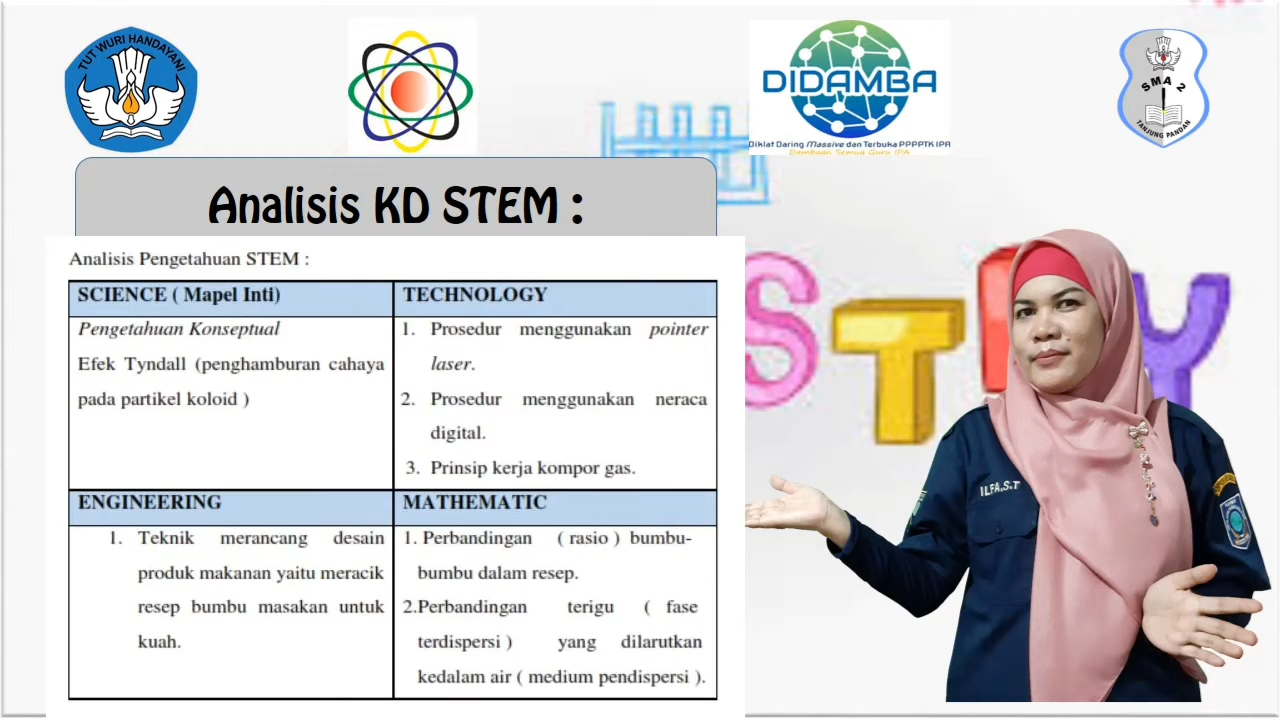 TUT WURI HANDAYANI
DIDAMBA
Diklat Daring Massive dan Terbuka PPPPTK IPA
Dambaan Semua Guru IPA
SMA 2
TANJUNG PANDAN
Analisis KD STEM :
Analisis Pengetahuan STEM :
SCIENCE ( Mapel Inti)
Pengetahuan Konseptual
Efek Tyndall (penghamburan cahaya
pada partikel koloid )
TECHNOLOGY
1. Prosedur menggunakan pointer
laser.
2. Prosedur menggunakan neraca
digital.
3. Prinsip kerja kompor gas.
ENGINEERING
1. Teknik merancang desain
produk makanan yaitu meracik
resep bumbu masakan untuk
kuah.
MATHEMATIC
1. Perbandingan ( rasio ) bumbu-
bumbu dalam resep.
2.Perbandingan terigu ( fase
terdispersi ) yang dilarutkan
kedalam air ( medium pendispersi ).
ILFA,S.T